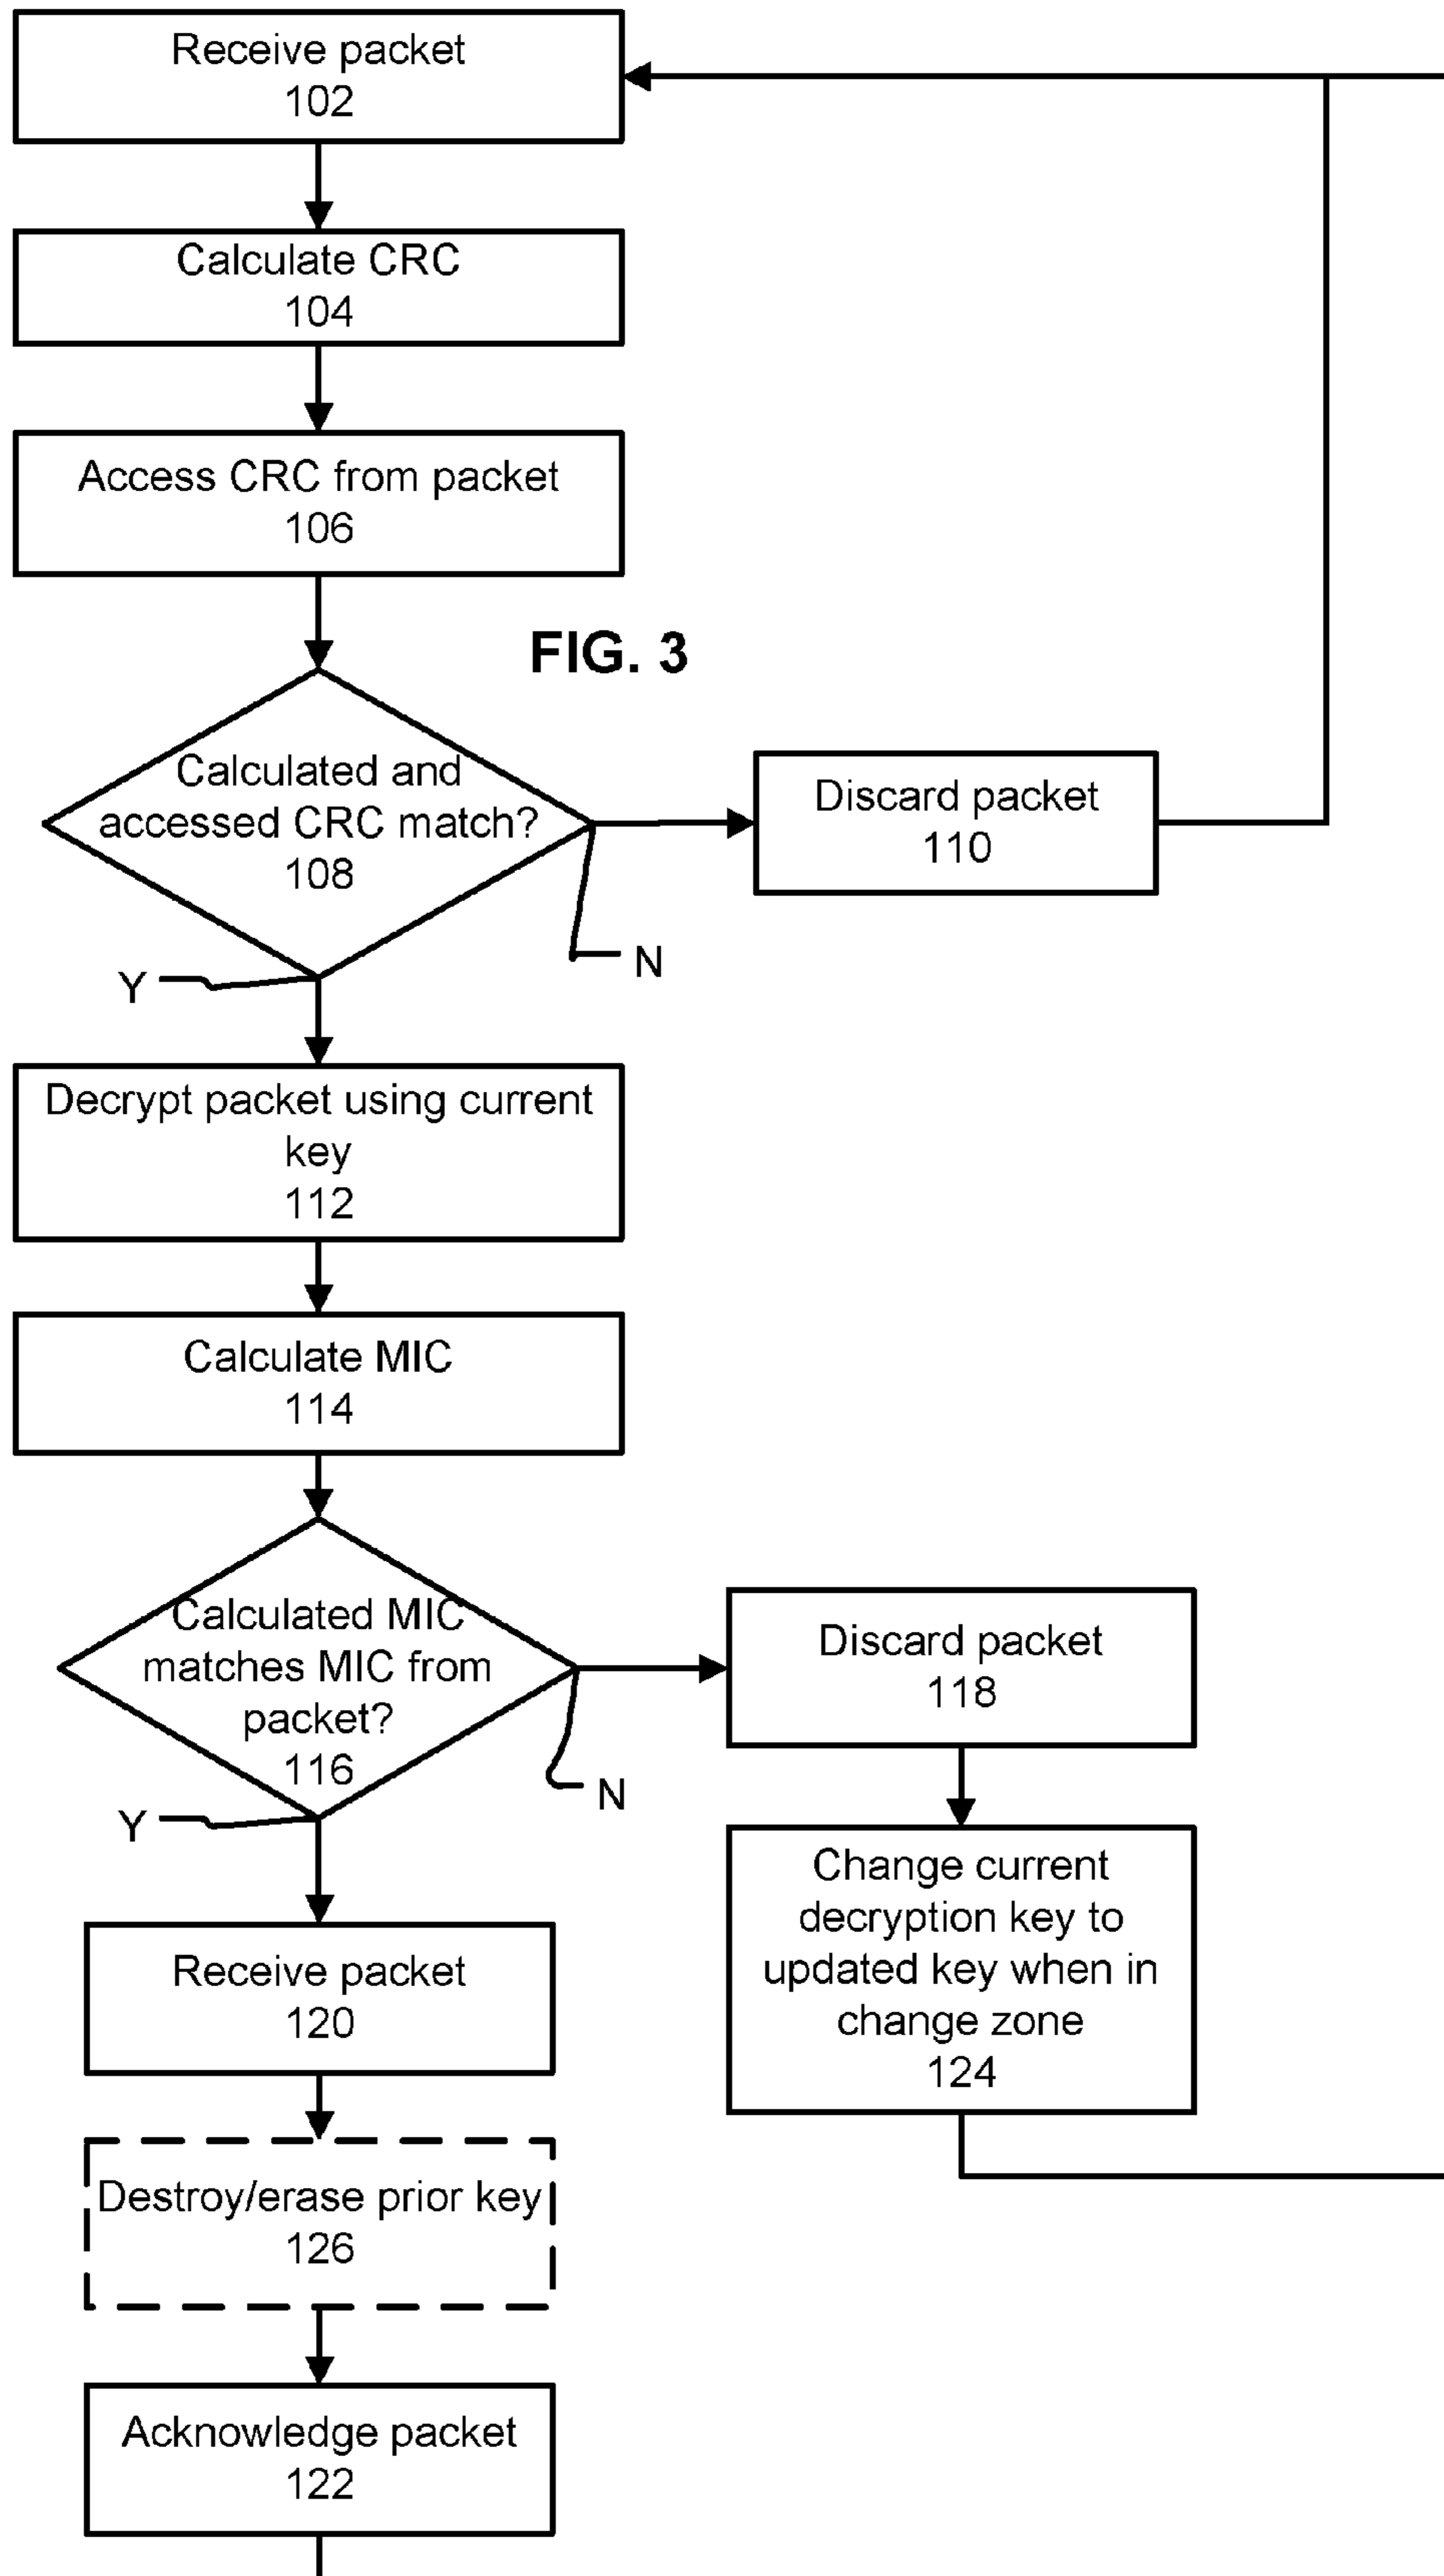 Receive packet
102
Calculate CRC
104
Access CRC from packet
106
FIG. 3
Calculated and
accessed CRC match?
108
Discard packet
110
N
Y
Decrypt packet using current
key
112
Calculate MIC
114
Calculated MIC
matches MIC from
packet?
116
Discard packet
118
N
Y
Change current
decryption key to
updated key when in
change zone
124
Receive packet
120
Destroy/erase prior key
126
Acknowledge packet
122